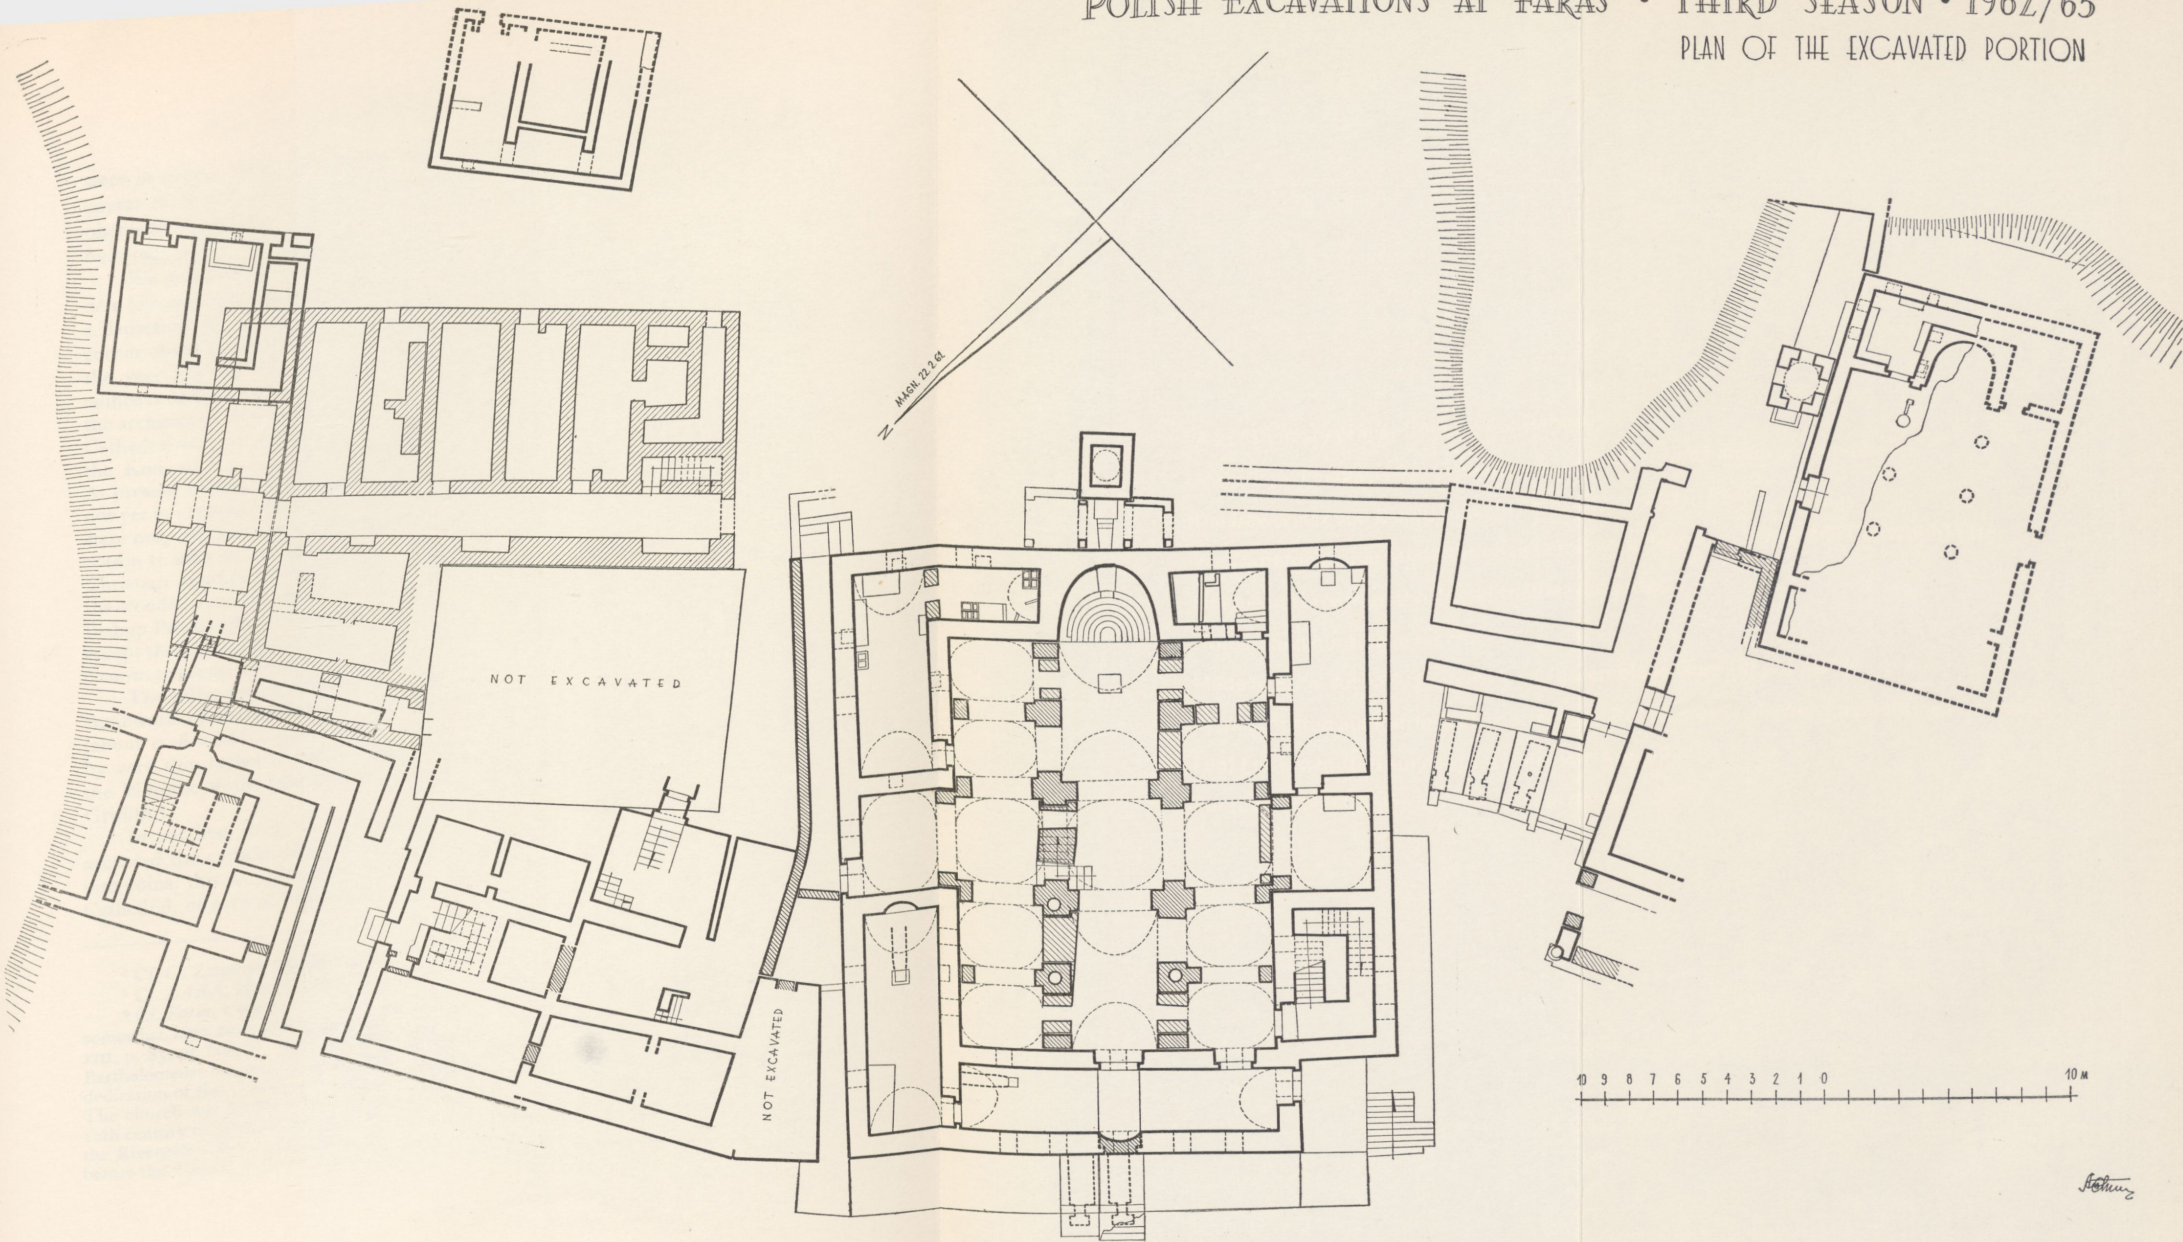 POLISH EXCAVATIONS AT FARAS • THIRD SEASON • 1962/63
PLAN OF THE EXCAVATED PORTION
MAGN. 22.2.61
N
NOT EXCAVATED
NOT EXCAVATED
10 9 8 7 6 5 4 3 2 1 0 10 M